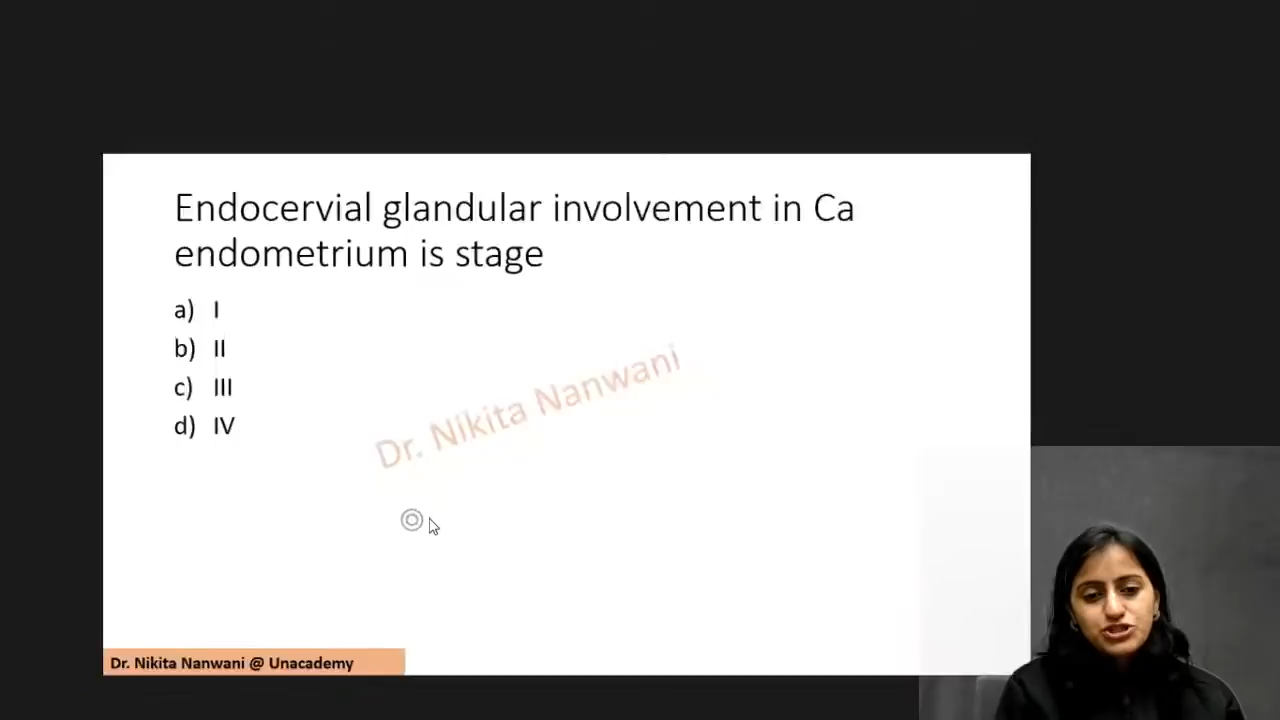 Endocervial glandular involvement in Ca
endometrium is stage
a) I
b) II
c) III
d) IV
Dr. Nikita Nanwani
Dr. Nikita Nanwani @ Unacademy